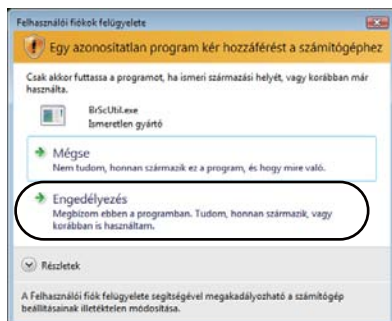 Felhasználói fiókok felügyelete
Egy azonosítatlan program kér hozzáférést a számítógéphez
Csak akkor futtassa a programot, ha ismeri származási helyét, vagy korábban már
használta.
BrScUtil.exe
Ismeretlen gyártó
Mégse
Nem tudom, honnan származik ez a program, és hogy mire való.
Engedélyezés
Megbízom ebben a programban. Tudom, honnan származik, vagy
korábban is használtam.
Részletek
A Felhasználói fiók felügyelete segítségével megakadályozható a számítógép
beállításainak illetéktelen módosítása.